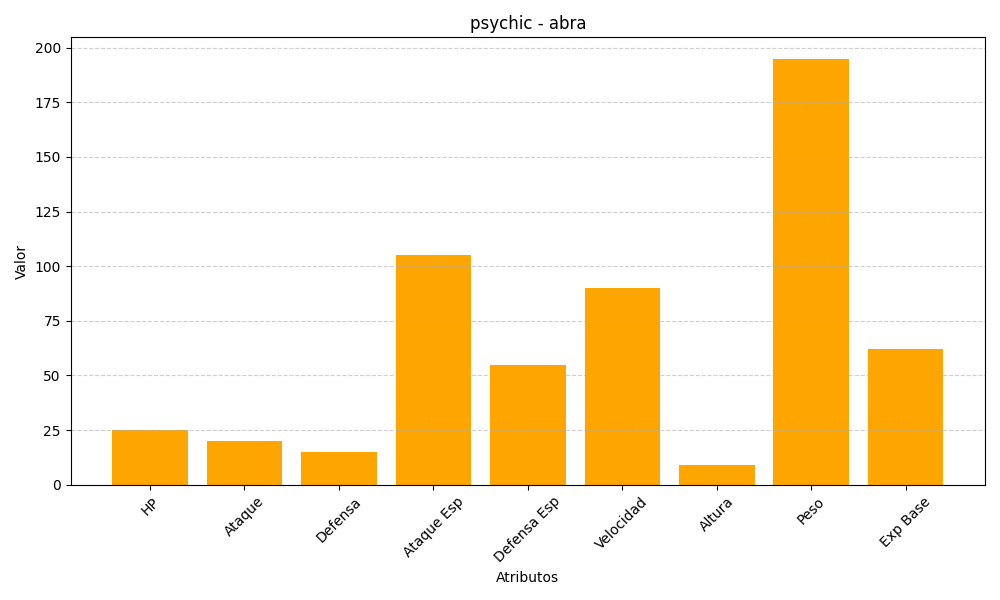 psychic - abra
Valor
200
175
150
125
100
75
50
25
0
HP
Ataque
Defensa
Ataque Esp
Defensa Esp
Velocidad
Altura
Peso
Exp Base
Atributos